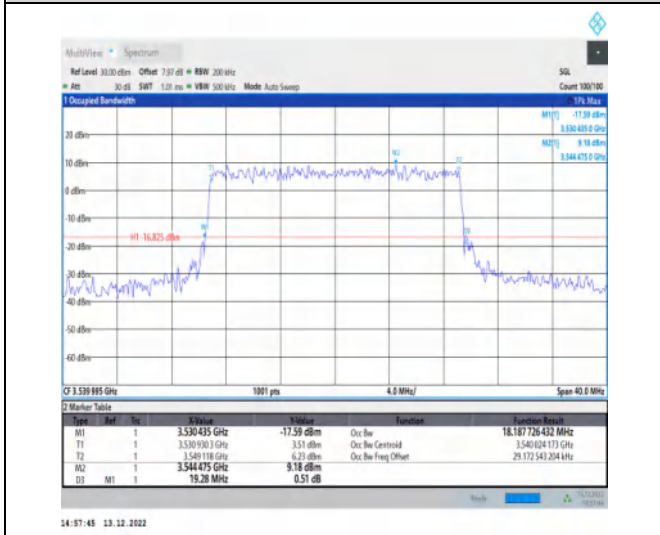 MultiView Spectrum
Ref Level 30.00 dBm Offset 7.97 dB RBW 200 kHz SGL
Att 30 dB SWT 1.01 ms VBW 500 kHz Mode Auto Sweep Count 100/100
1 Occupied Bandwidth 1Pk Max
M1[1] -17.59 dBm
3.530 435 0 GHz
20 dBm M2[1] 9.18 dBm
3.544 475 0 GHz
M2
10 dBm T1 T2
0 dBm
-10 dBm
M1 D3
H1 -16.825 dBm
-20 dBm
-30 dBm
-40 dBm
-50 dBm
-60 dBm
CF 3.539 995 GHz 1001 pts 4.0 MHz/ Span 40.0 MHz
2 Marker Table
Type Ref Trc X-Value Y-Value Function Function Result
M1 1 3.530 435 GHz -17.59 dBm Occ Bw 18.187 726 432 MHz
T1 1 3.530 930 3 GHz 3.51 dBm Occ Bw Centroid 3.540 024 173 GHz
T2 1 3.549 118 GHz 6.23 dBm Occ Bw Freq Offset 29.172 543 204 kHz
M2 1 3.544 475 GHz 9.18 dBm
D3 M1 1 19.28 MHz 0.51 dB
Ready 13.12.2022
14:57:45 13.12.2022